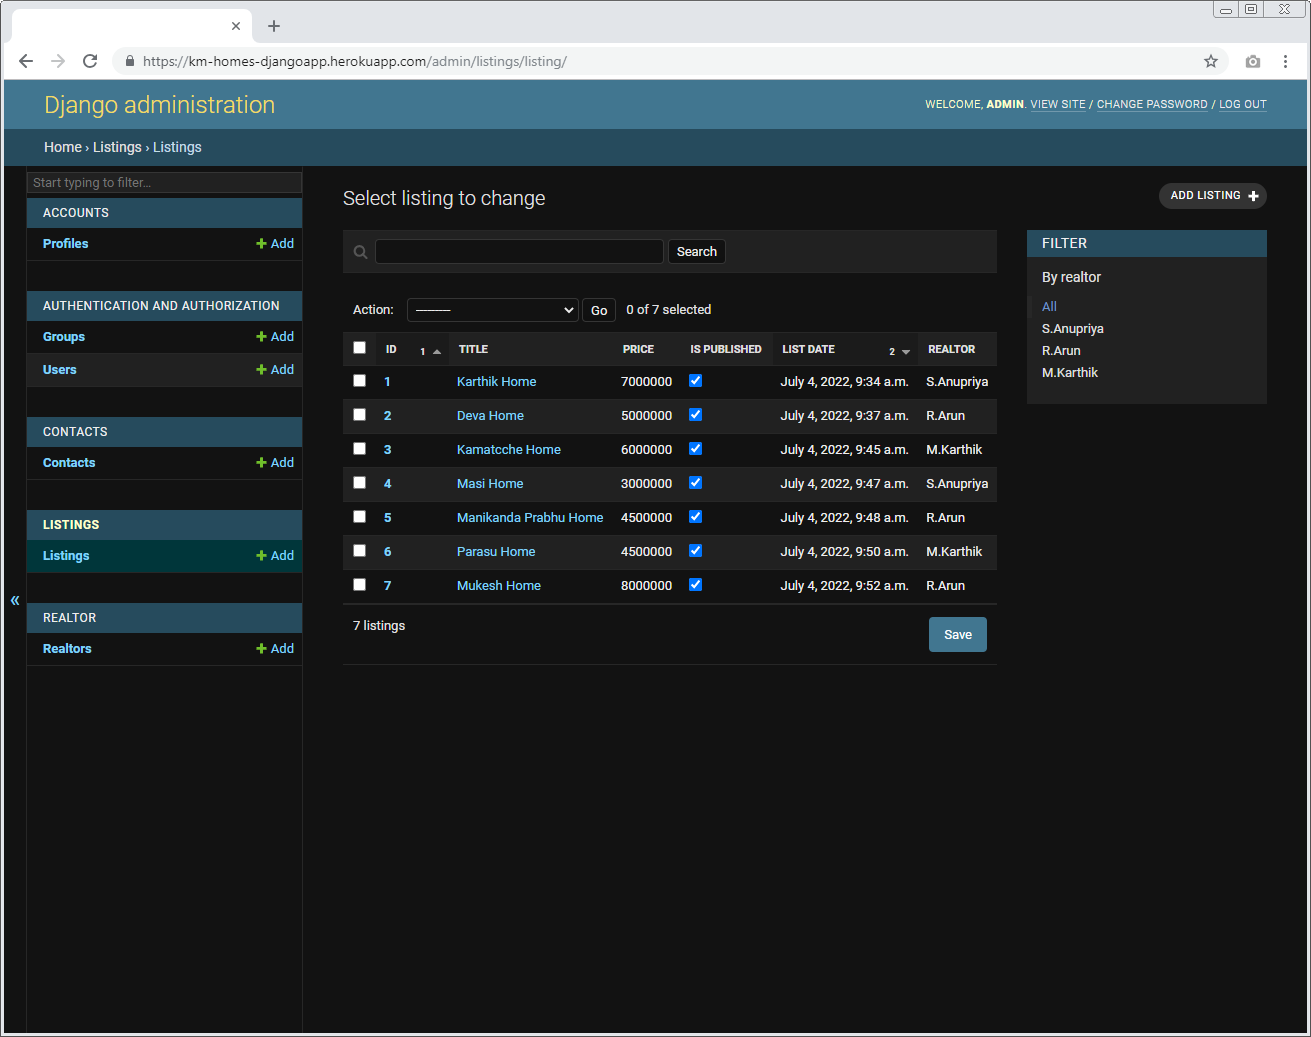 https://km-homes-djangoapp.herokuapp.com/admin/listings/listing/
Django administration
WELCOME, ADMIN. VIEW SITE / CHANGE PASSWORD / LOG OUT
Home › Listings › Listings
Start typing to filter...
ACCOUNTS
Profiles + Add
AUTHENTICATION AND AUTHORIZATION
Groups + Add
Users + Add
CONTACTS
Contacts + Add
LISTINGS
Listings + Add
REALTOR
Realtors + Add
«
Select listing to change
ADD LISTING +
Search
Action: --------- Go 0 of 7 selected
ID 1 TITLE PRICE IS PUBLISHED LIST DATE 2 REALTOR
1 Karthik Home 7000000 July 4, 2022, 9:34 a.m. S.Anupriya
2 Deva Home 5000000 July 4, 2022, 9:37 a.m. R.Arun
3 Kamatcche Home 6000000 July 4, 2022, 9:45 a.m. M.Karthik
4 Masi Home 3000000 July 4, 2022, 9:47 a.m. S.Anupriya
5 Manikanda Prabhu Home 4500000 July 4, 2022, 9:48 a.m. R.Arun
6 Parasu Home 4500000 July 4, 2022, 9:50 a.m. M.Karthik
7 Mukesh Home 8000000 July 4, 2022, 9:52 a.m. R.Arun
7 listings
Save
FILTER
By realtor
All
S.Anupriya
R.Arun
M.Karthik